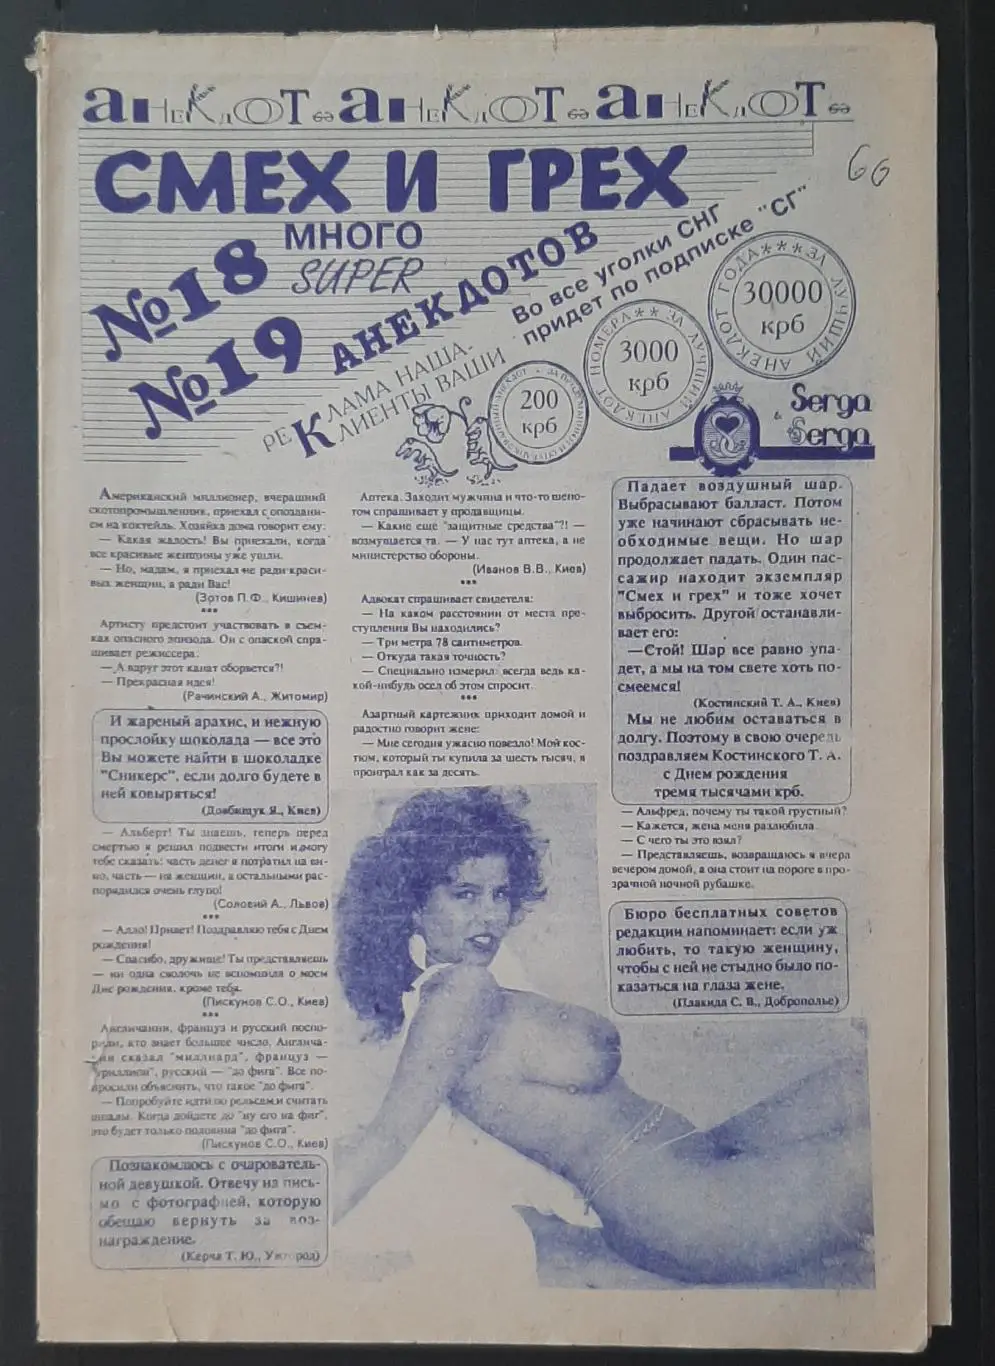 анекдоты анекдоты анекдоты
СМЕХ И ГРЕХ
66
№18
№19
МНОГО
SUPER
АНЕКДОТОВ
Во все уголки СНГ
придет по подписке "СГ"
РЕКЛАМА НАША-
КЛИЕНТЫ ВАШИ
200
крб
ЗА ЛУЧШИЙ АНЕКДОТ НОМЕРА**
3000
крб
ЗА ЛУЧШИЙ АНЕКДОТ ГОДА***
30000
крб
Serga
& Serga
Американский миллионер, вчерашний
скотопромышленник, приехал с опоздани-
ем на коктейль. Хозяйка дома говорит ему:
— Какая жалость! Вы приехали, когда
все красивые женщины уже ушли.
— Но, мадам, я приехал не ради краси-
вых женщин, а ради Вас!
(Зотов П.Ф., Кишинев)
***
Артисту предстоит участвовать в съем-
ках опасного эпизода. Он с опаской спра-
шивает режиссера.
—А вдруг этот канат оборвется?!
— Прекрасная идея!
(Рачинский А., Житомир)
И жареный арахис, и нежную
прослойку шоколада — все это
Вы можете найти в шоколадке
"Сникерс", если долго будете в
ней ковыряться!
(Довбищук Я., Киев)
— Альберт! Ты знаешь, теперь перед
смертью я решил подвести итоги и могу
тебе сказать: часть денег я потратил на ви-
но, часть — на женщин, а остальными рас-
порядился очень глупо!
(Соловий А., Львов)
***
— Алло! Привет! Поздравляю тебя с Днем
рождения!
— Спасибо, дружище! Ты представляешь
— ни одна сволочь не вспомнила о моем
Дне рождения, кроме тебя.
(Пискунов С.О., Киев)
***
Англичанин, француз и русский поспо-
рили, кто знает большее число. Англича-
нин сказал "миллиард", француз —
"триллион", русский — "до фига". Все по-
просили объяснить, что такое "до фига".
— Попробуйте идти по рельсам и считать
шпалы. Когда дойдете до "ну его на фиг",
это будет только половина "до фига".
(Пискунов С.О., Киев)
Познакомлюсь с очарователь-
ной девушкой. Отвечу на пись-
мо с фотографией, которую
обещаю вернуть за воз-
награждение.
(Керча Т. Ю., Ужгород)
Аптека. Заходит мужчина и что-то шепо-
том спрашивает у продавщицы.
— Какие еще "защитные средства"?! —
возмущается та. — У нас тут аптека, а не
министерство обороны.
(Иванов В.В., Киев)
***
Адвокат спрашивает свидетеля:
— На каком расстоянии от места пре-
ступления Вы находились?
— Три метра 78 сантиметров.
— Откуда такая точность?
— Специально измерил: всегда ведь ка-
кой-нибудь осел об этом спросит.
***
Азартный картежник приходит домой и
радостно говорит жене:
— Мне сегодня ужасно повезло! Мой кос-
тюм, который ты купила за шесть тысяч, я
проиграл как за десять.
Падает воздушный шар.
Выбрасывают балласт. Потом
уже начинают сбрасывать не-
обходимые вещи. Но шар
продолжает падать. Один пас-
сажир находит экземпляр
"Смех и грех" и тоже хочет
выбросить. Другой останавли-
вает его:
—Стой! Шар все равно упа-
дет, а мы на том свете хоть по-
смеемся!
(Костинский Т. А., Киев)
Мы не любим оставаться в
долгу. Поэтому в свою очередь
поздравляем Костинского Т. А.
с Днем рождения
тремя тысячами крб.
—Альфред, почему ты такой грустный?
— Кажется, жена меня разлюбила.
— С чего ты это взял?
— Представляешь, возвращаюсь я вчера
вечером домой, а она стоит на пороге в про-
зрачной ночной рубашке.
Бюро бесплатных советов
редакции напоминает: если уж
любить, то такую женщину,
чтобы с ней не стыдно было по-
казаться на глаза жене.
(Плакида С. В., Доброполье)